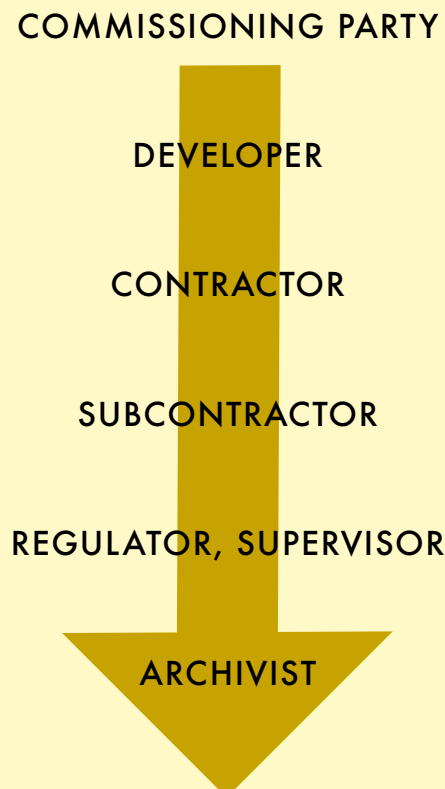 COMMISSIONING PARTY
DEVELOPER
CONTRACTOR
SUBCONTRACTOR
REGULATOR, SUPERVISOR
ARCHIVIST